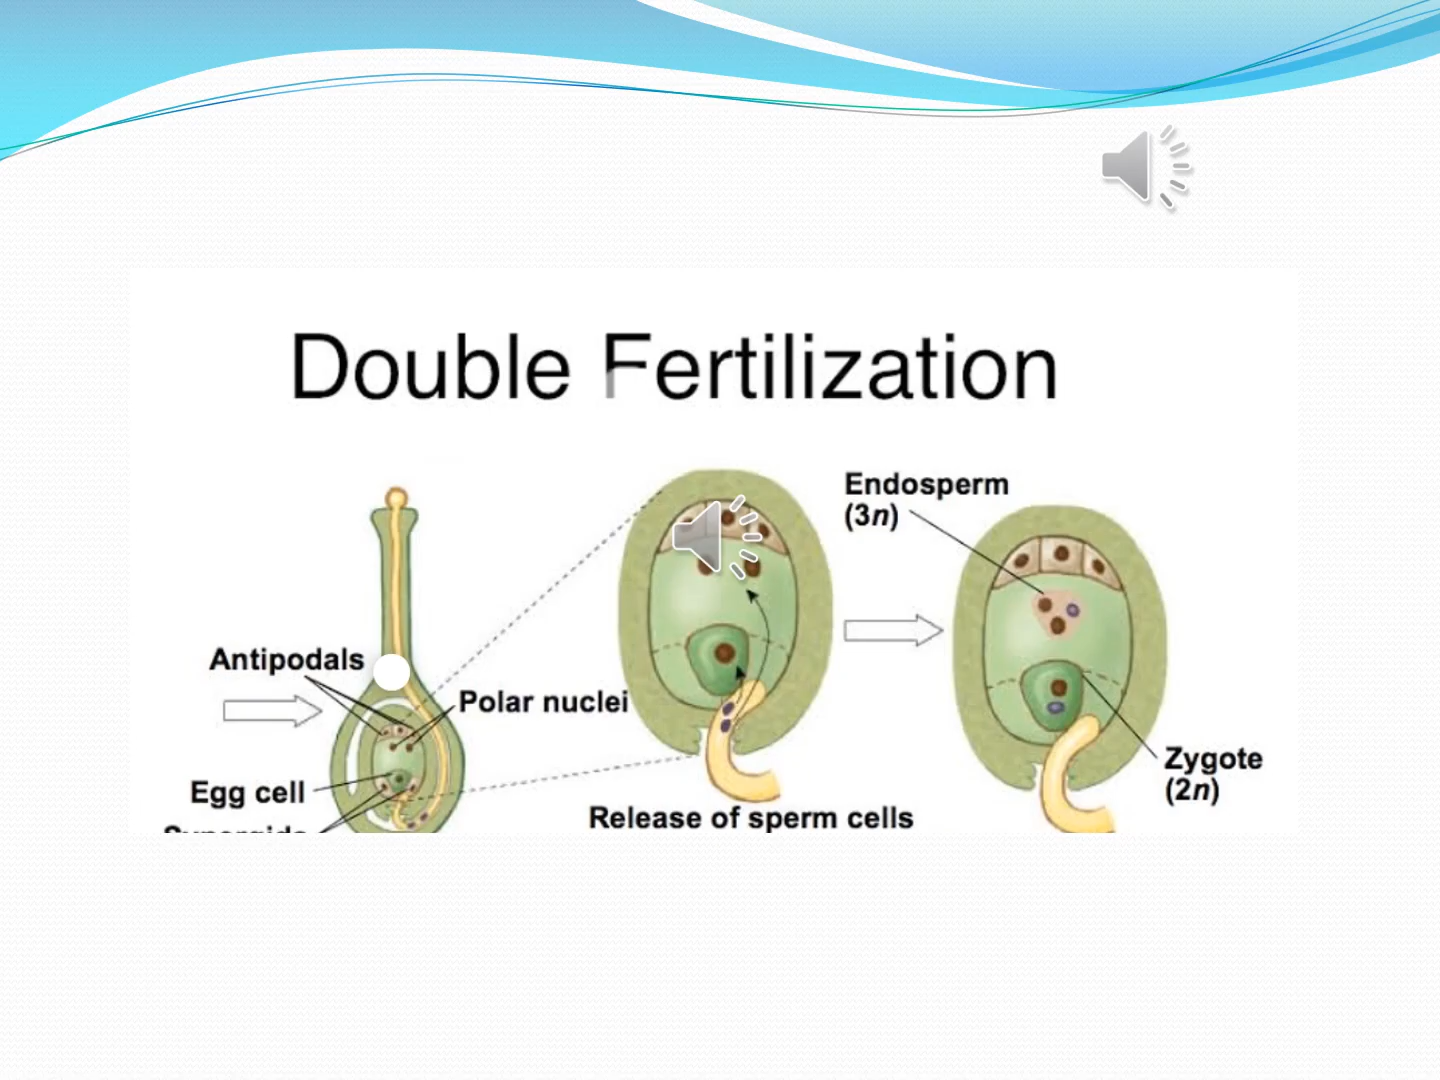 Double Fertilization
Endosperm
(3n)
Antipodals
Polar nuclei
Egg cell
Zygote
(2n)
Release of sperm cells